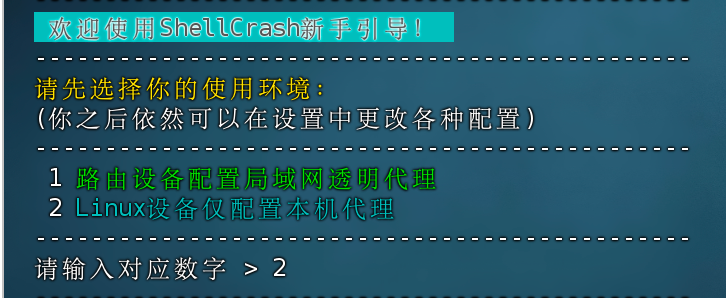 -----------------------------------------------
欢迎使用ShellCrash新手引导！
-----------------------------------------------
请先选择你的使用环境：
(你之后依然可以在设置中更改各种配置)
-----------------------------------------------
1 路由设备配置局域网透明代理
2 Linux设备仅配置本机代理
-----------------------------------------------
请输入对应数字 > 2
-----------------------------------------------